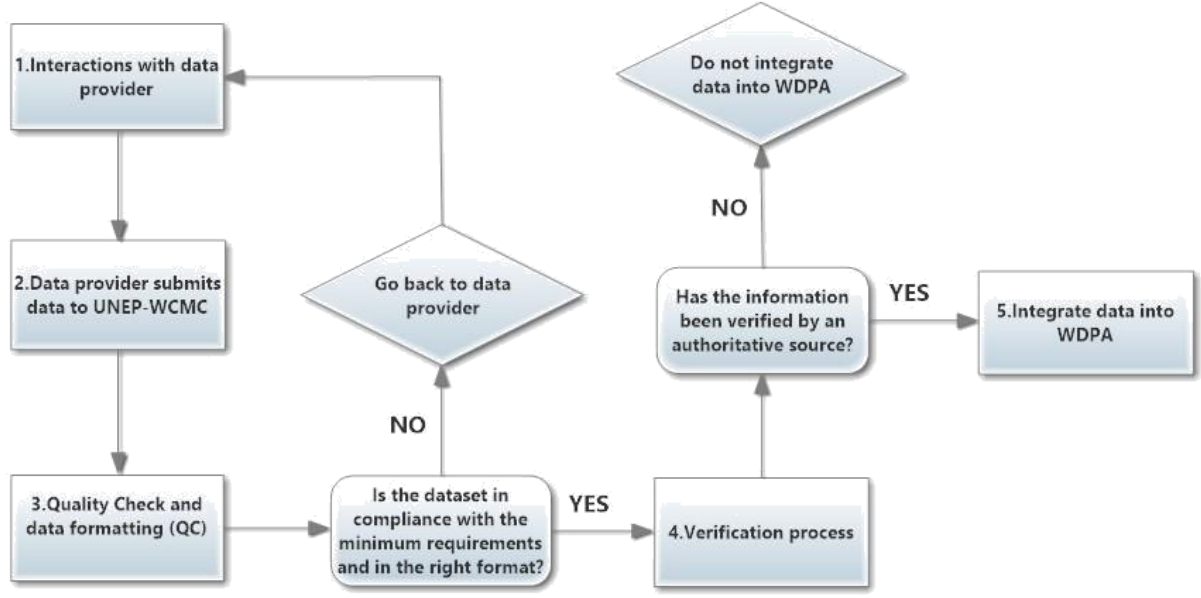 1.Interactions with data
provider
2.Data provider submits
data to UNEP-WCMC
3.Quality Check and
data formatting (QC)
Is the dataset in
compliance with the
minimum requirements
and in the right format?
NO
Go back to data
provider
YES
4.Verification process
Has the information
been verified by an
authoritative source?
NO
Do not integrate
data into WDPA
YES
5.Integrate data into
WDPA